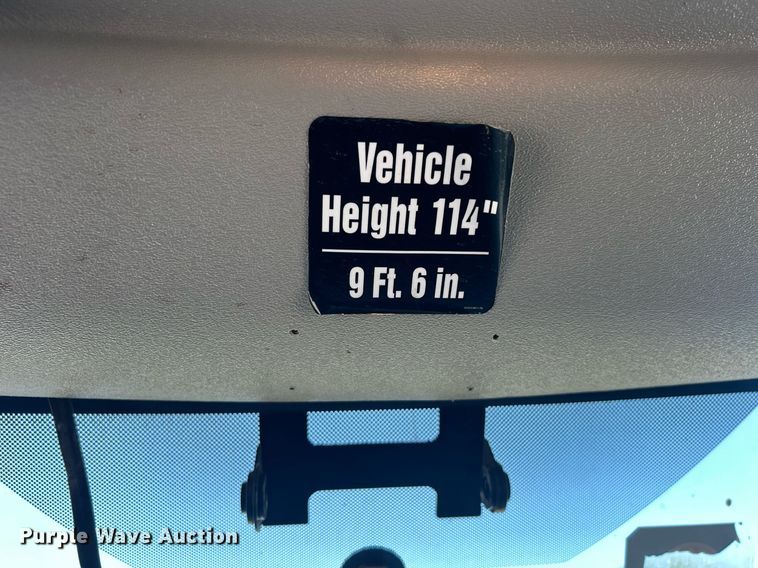 Vehicle
Height 114"
9 Ft. 6 in.
Purple Wave Auction